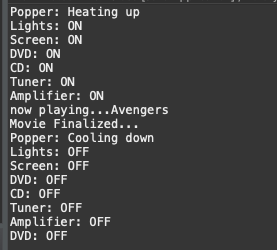 Popper: Heating up
Lights: ON
Screen: ON
DVD: ON
CD: ON
Tuner: ON
Amplifier: ON
now playing...Avengers
Movie Finalized...
Popper: Cooling down
Lights: OFF
Screen: OFF
DVD: OFF
CD: OFF
Tuner: OFF
Amplifier: OFF
DVD: OFF